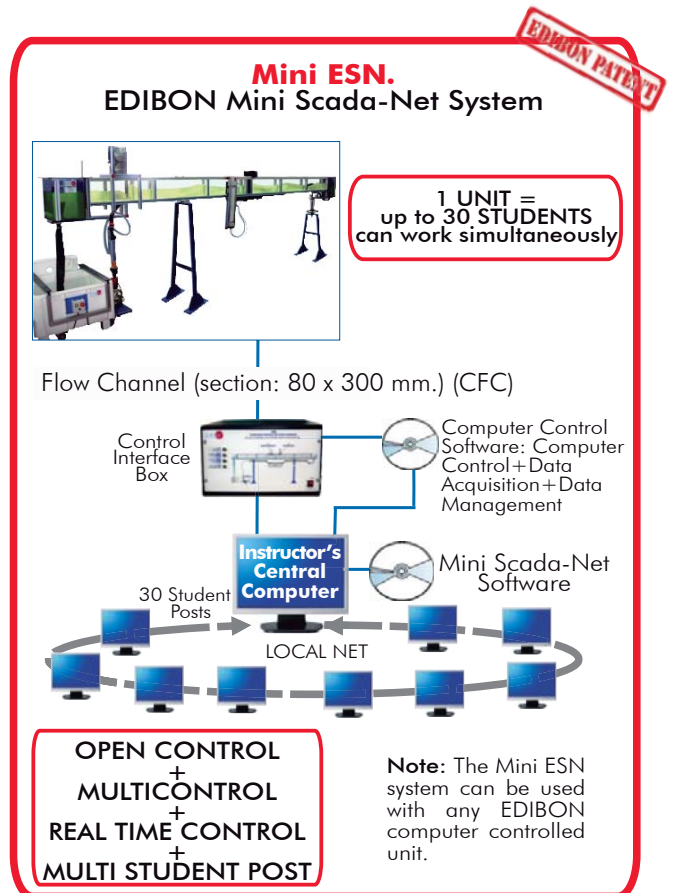 EDIBON PATENT
Mini ESN.
EDIBON Mini Scada-Net System
1 UNIT =
up to 30 STUDENTS
can work simultaneously
Flow Channel (section: 80 x 300 mm.) (CFC)
Control
Interface
Box
Computer Control
Software: Computer
Control+Data
Acquisition+Data
Management
Instructor’s
Central
Computer
Mini Scada-Net
Software
30 Student
Posts
LOCAL NET
OPEN CONTROL
+
MULTICONTROL
+
REAL TIME CONTROL
+
MULTI STUDENT POST
Note: The Mini ESN
system can be used
with any EDIBON
computer controlled
unit.